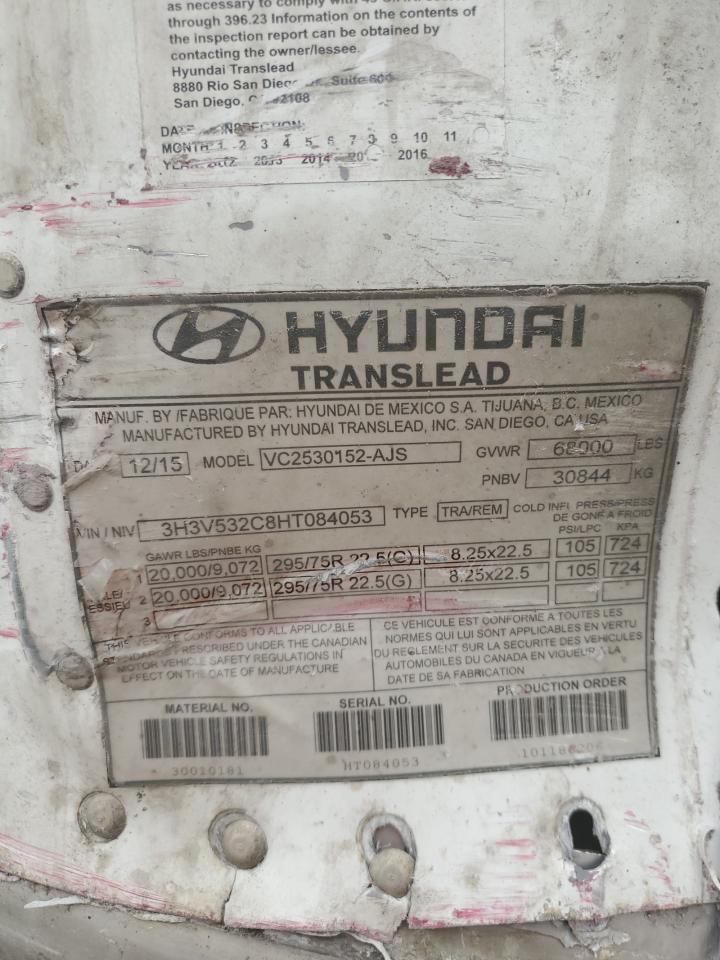 as necessary to comply with 49
through 396.23 Information on the contents of
the inspection report can be obtained by
contacting the owner/lessee.
Hyundai Translead
8880 Rio San Diego Suite 600
San Diego, 92108
MONTH 1 2 3 4 5 6 7 8 9 10 11
2013 2014 2016
HYUNDAI
TRANSLEAD
MANUF. BY /FABRIQUE PAR: HYUNDAI DE MEXICO S.A. TIJUANA, B.C. MEXICO
MANUFACTURED BY HYUNDAI TRANSLEAD, INC. SAN DIEGO, CA USA
12/15 MODEL VC2530152-AJS GVWR 68000 LBS
PNBV 30844 KG
VIN / NIV 3H3V532C8HT084053 TYPE TRA/REM COLD INFL PRESS/PRESS
DE GONF A FROID
GAWR LBS/PNBE KG PSI/LPC KPA
1 20,000/9,072 295/75R 22.5(C) 8.25x22.5 105 724
2 20,000/9,072 295/75R 22.5(G) 8.25x22.5 105 724
3
THIS VEHICLE CONFORMS TO ALL APPLICABLE
STANDARDS PRESCRIBED UNDER THE CANADIAN
MOTOR VEHICLE SAFETY REGULATIONS IN
EFFECT ON THE DATE OF MANUFACTURE
CE VEHICULE EST CONFORME A TOUTES LES
NORMES QUI LUI SONT APPLICABLES EN VERTU
DU REGLEMENT SUR LA SECURITE DES VEHICULES
AUTOMOBILES DU CANADA EN VIGUEUR A LA
DATE DE SA FABRICATION
MATERIAL NO. SERIAL NO. PRODUCTION ORDER
30010181 HT084053